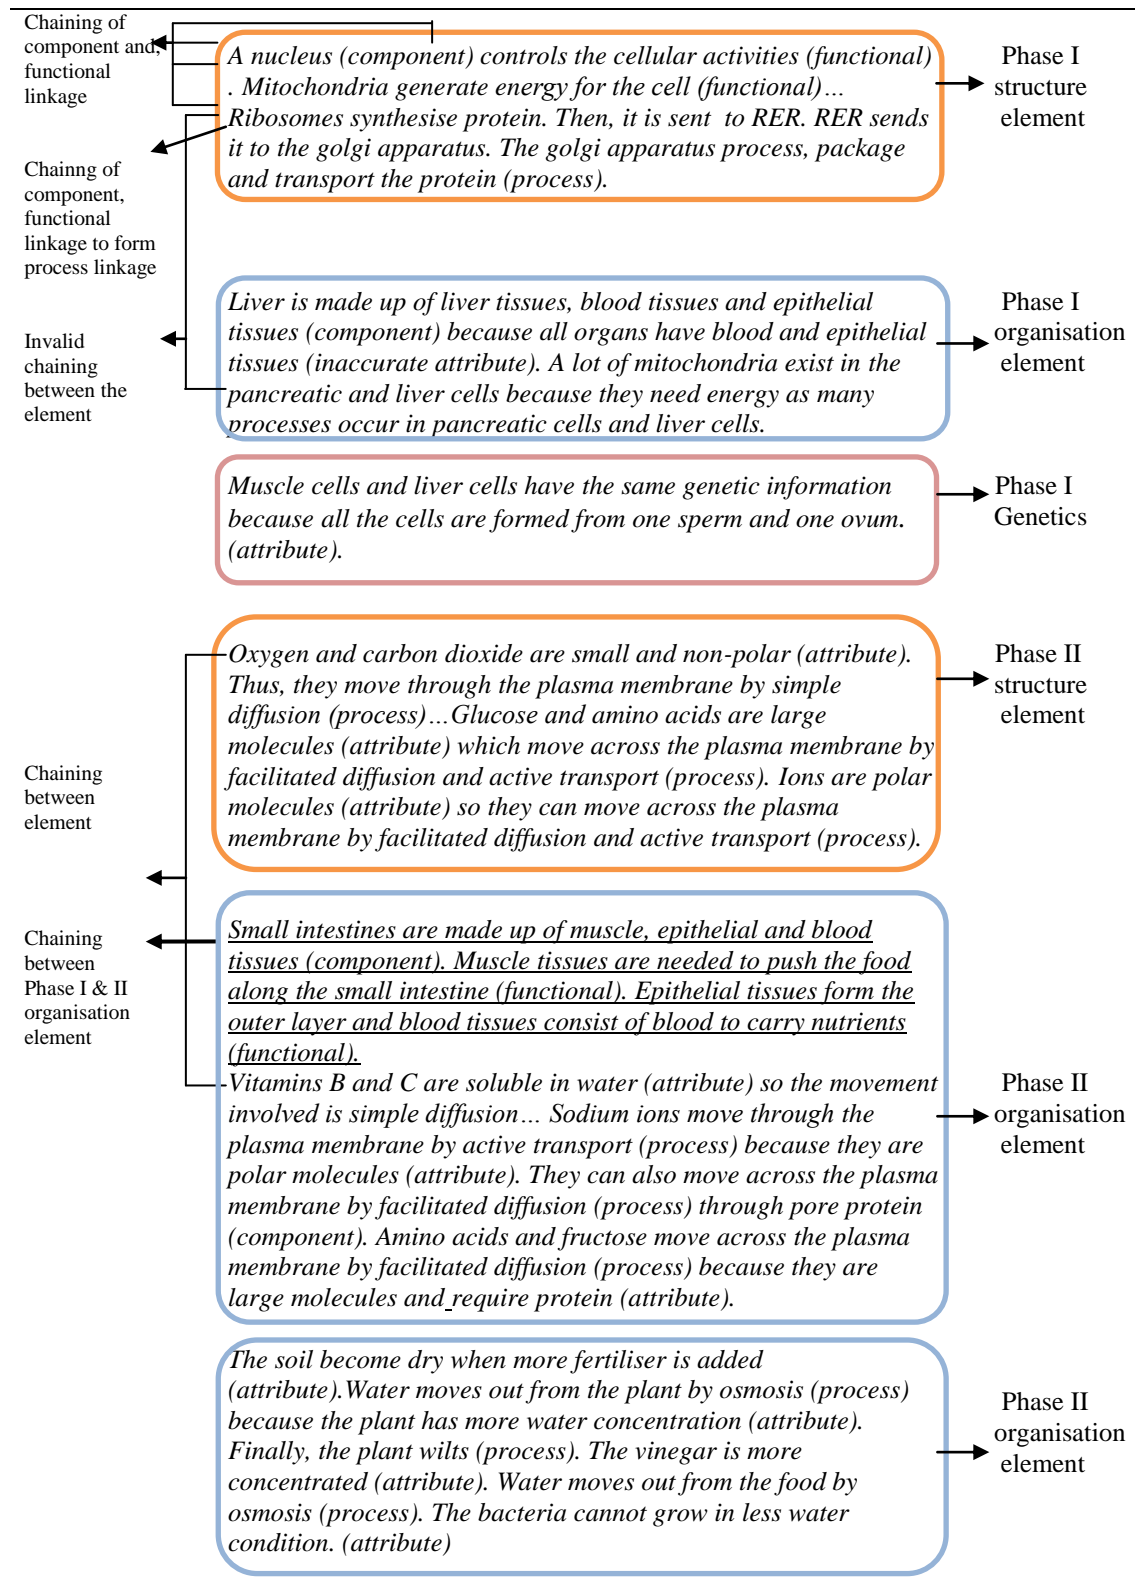 Chaining of
component and,
functional
linkage
A nucleus (component) controls the cellular activities (functional)
. Mitochondria generate energy for the cell (functional)…
Ribosomes synthesise protein. Then, it is sent to RER. RER sends
it to the golgi apparatus. The golgi apparatus process, package
and transport the protein (process).
Phase I
structure
element
Chainng of
component,
functional
linkage to form
process linkage
Liver is made up of liver tissues, blood tissues and epithelial
tissues (component) because all organs have blood and epithelial
tissues (inaccurate attribute). A lot of mitochondria exist in the
pancreatic and liver cells because they need energy as many
processes occur in pancreatic cells and liver cells.
Phase I
organisation
element
Invalid
chaining
between the
element
Muscle cells and liver cells have the same genetic information
because all the cells are formed from one sperm and one ovum.
(attribute).
Phase I
Genetics
Oxygen and carbon dioxide are small and non-polar (attribute).
Thus, they move through the plasma membrane by simple
diffusion (process)…Glucose and amino acids are large
molecules (attribute) which move across the plasma membrane by
facilitated diffusion and active transport (process). Ions are polar
molecules (attribute) so they can move across the plasma
membrane by facilitated diffusion and active transport (process).
Phase II
structure
element
Chaining
between
element
Chaining
between
Phase I & II
organisation
element
Small intestines are made up of muscle, epithelial and blood
tissues (component). Muscle tissues are needed to push the food
along the small intestine (functional). Epithelial tissues form the
outer layer and blood tissues consist of blood to carry nutrients
(functional).
Vitamins B and C are soluble in water (attribute) so the movement
involved is simple diffusion… Sodium ions move through the
plasma membrane by active transport (process) because they are
polar molecules (attribute). They can also move across the plasma
membrane by facilitated diffusion (process) through pore protein
(component). Amino acids and fructose move across the plasma
membrane by facilitated diffusion (process) because they are
large molecules and require protein (attribute).
Phase II
organisation
element
The soil become dry when more fertiliser is added
(attribute).Water moves out from the plant by osmosis (process)
because the plant has more water concentration (attribute).
Finally, the plant wilts (process). The vinegar is more
concentrated (attribute). Water moves out from the food by
osmosis (process). The bacteria cannot grow in less water
condition. (attribute)
Phase II
organisation
element